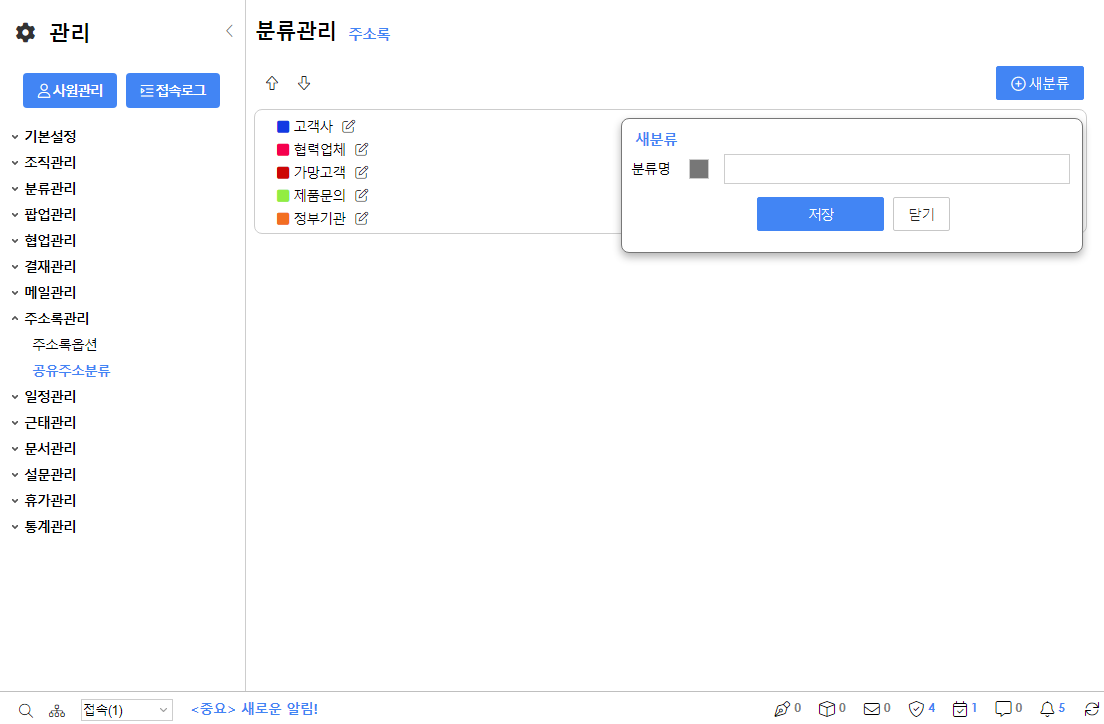 관리
사원관리 접속로그
기본설정
조직관리
분류관리
팝업관리
협업관리
결재관리
메일관리
주소록관리
주소록옵션
공유주소분류
일정관리
근태관리
문서관리
설문관리
휴가관리
통계관리
분류관리 주소록
새분류
고객사
협력업체
가망고객
제품문의
정부기관
새분류
분류명
저장 닫기
접속(1) <중요> 새로운 알림! 0 0 0 4 1 0 5